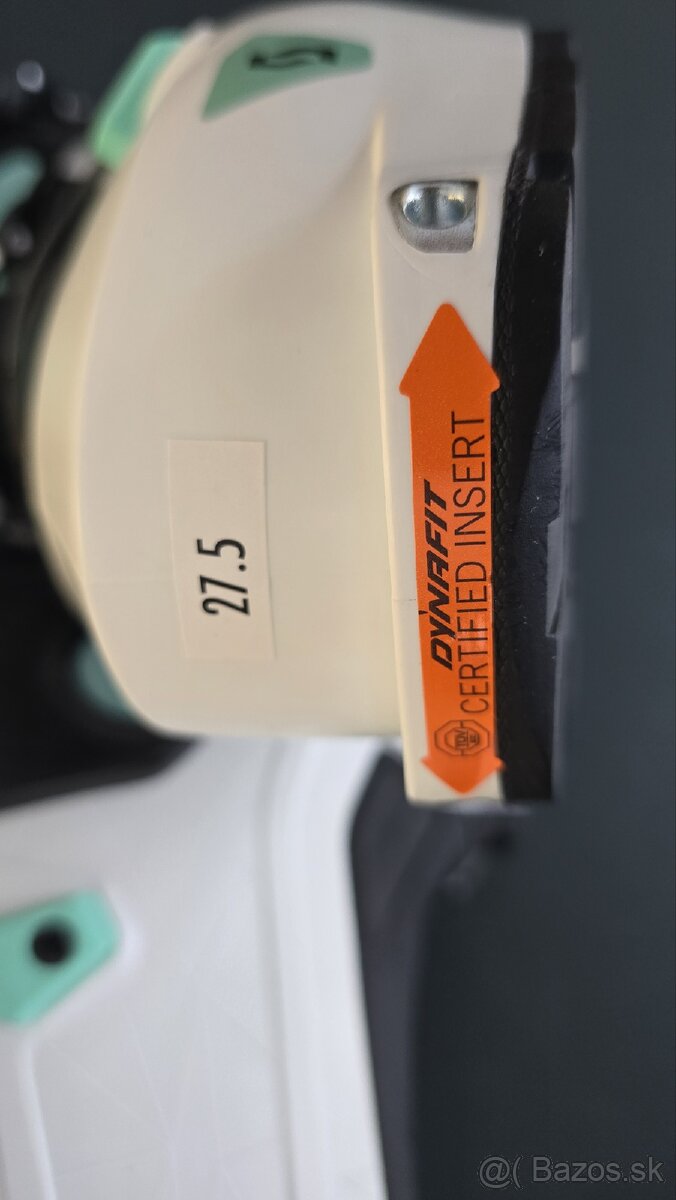 27.5
DYNAFIT
CERTIFIED INSERT
@( Bazos.sk